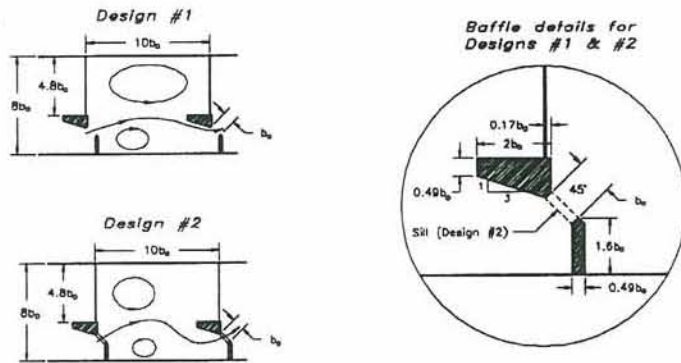 Design #1
10b₀
4.8b₀
8b₀
b₀
Design #2
10b₀
4.8b₀
8b₀
b₀
Baffle details for
Designs #1 & #2
0.17b₀
2b₀
0.49b₀
1
3
45°
b₀
Sill (Design #2)
1.6b₀
0.49b₀